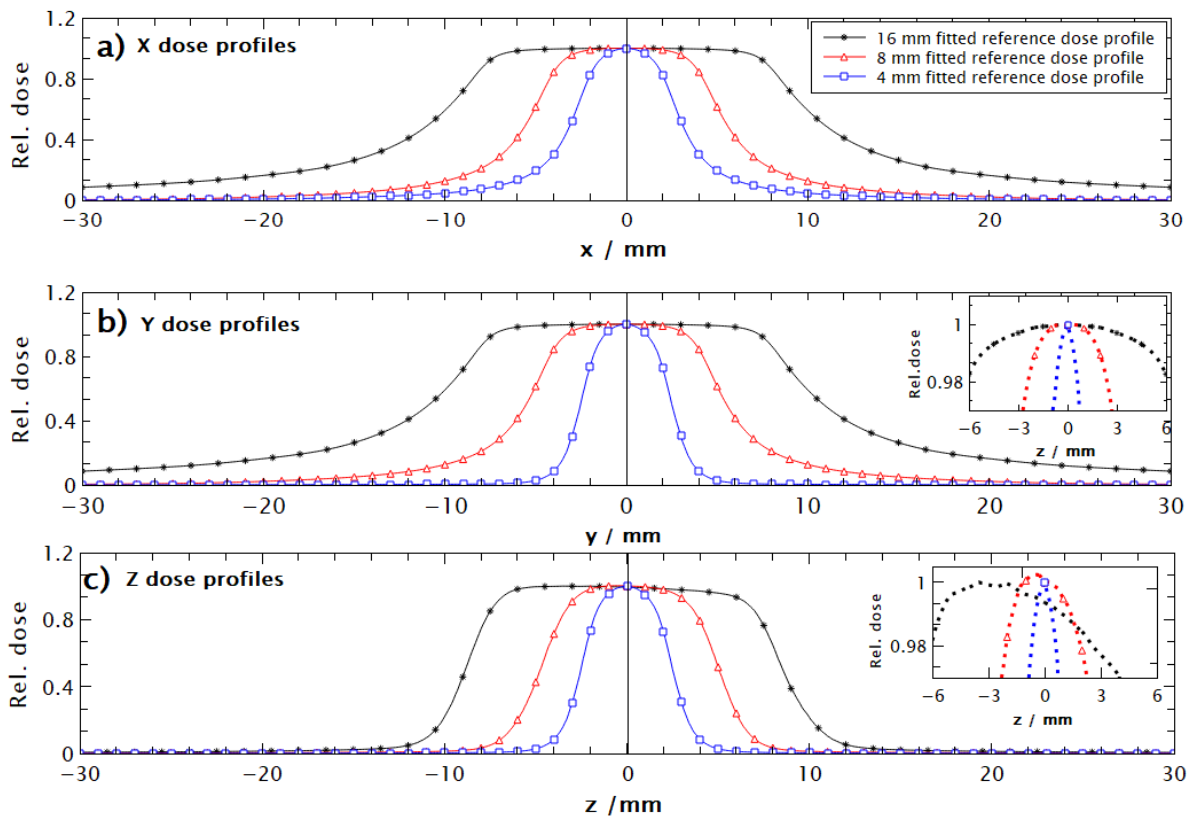 a) X dose profiles
16 mm fitted reference dose profile
8 mm fitted reference dose profile
4 mm fitted reference dose profile
Rel. dose
1.2
0.8
0.4
0
−30
−20
−10
0
10
20
30
x / mm
b) Y dose profiles
Rel. dose
1.2
0.8
0.4
0
−30
−20
−10
0
10
20
30
y / mm
Rel.dose
1
0.98
−6
−3
0
3
6
z / mm
c) Z dose profiles
Rel. dose
1.2
0.8
0.4
0
−30
−20
−10
0
10
20
30
z /mm
Rel. dose
1
0.98
−6
−3
0
3
6
z / mm